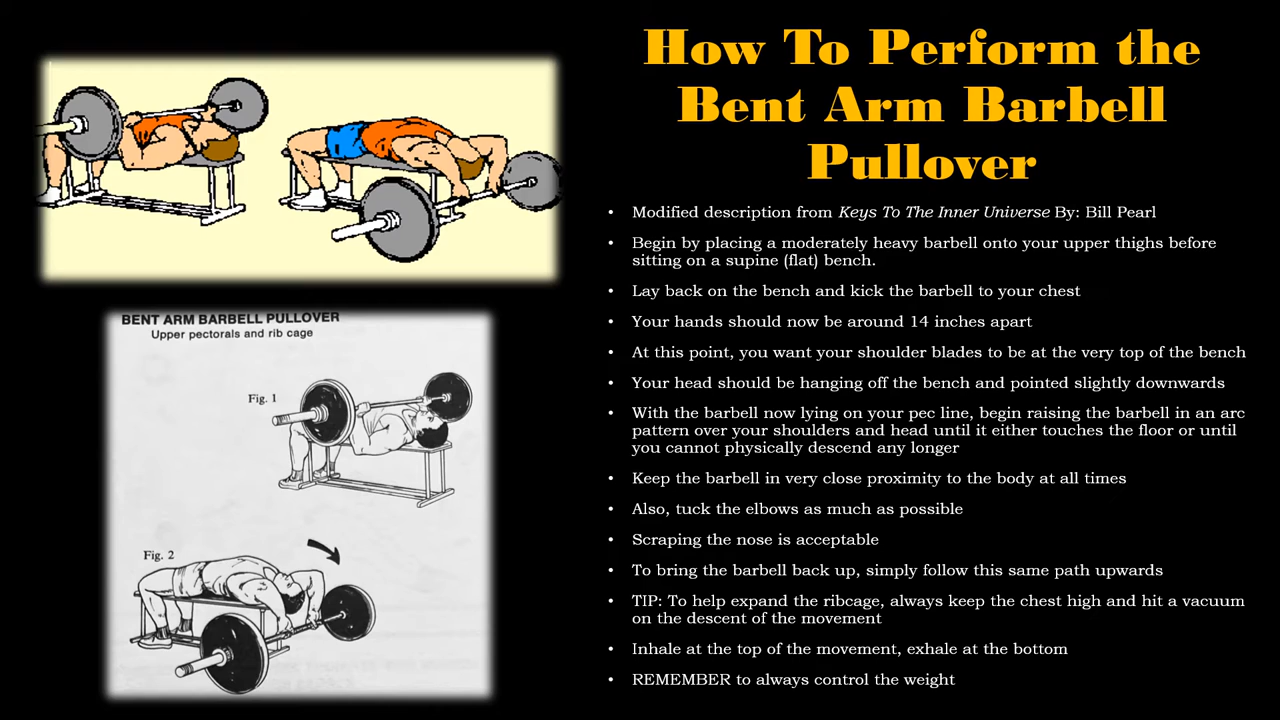 How To Perform the
Bent Arm Barbell
Pullover
• Modified description from Keys To The Inner Universe By: Bill Pearl
• Begin by placing a moderately heavy barbell onto your upper thighs before
sitting on a supine (flat) bench.
• Lay back on the bench and kick the barbell to your chest
• Your hands should now be around 14 inches apart
• At this point, you want your shoulder blades to be at the very top of the bench
• Your head should be hanging off the bench and pointed slightly downwards
• With the barbell now lying on your pec line, begin raising the barbell in an arc
pattern over your shoulders and head until it either touches the floor or until
you cannot physically descend any longer
• Keep the barbell in very close proximity to the body at all times
• Also, tuck the elbows as much as possible
• Scraping the nose is acceptable
• To bring the barbell back up, simply follow this same path upwards
• TIP: To help expand the ribcage, always keep the chest high and hit a vacuum
on the descent of the movement
• Inhale at the top of the movement, exhale at the bottom
• REMEMBER to always control the weight
BENT ARM BARBELL PULLOVER
Upper pectorals and rib cage
Fig. 1
Fig. 2